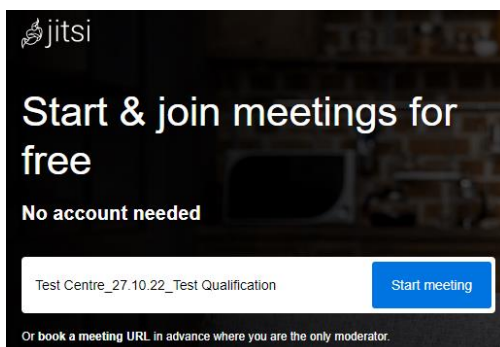 jitsi
Start & join meetings for
free
No account needed
Test Centre_27.10.22_Test Qualification
Start meeting
Or book a meeting URL in advance where you are the only moderator.